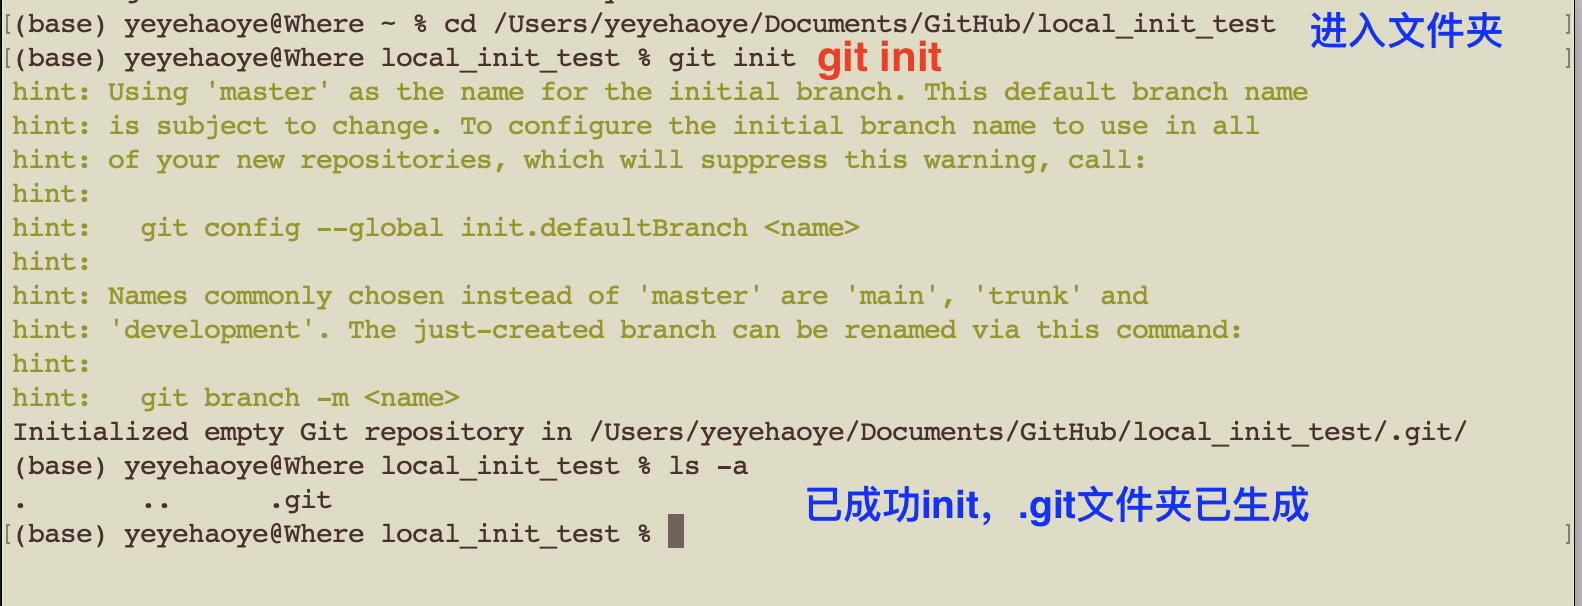 (base) yeyehaoye@Where ~ % cd /Users/yeyehaoye/Documents/GitHub/local_init_test 进入文件夹
(base) yeyehaoye@Where local_init_test % git init git init
hint: Using 'master' as the name for the initial branch. This default branch name
hint: is subject to change. To configure the initial branch name to use in all
hint: of your new repositories, which will suppress this warning, call:
hint:
hint:   git config --global init.defaultBranch <name>
hint:
hint: Names commonly chosen instead of 'master' are 'main', 'trunk' and
hint: 'development'. The just-created branch can be renamed via this command:
hint:
hint:   git branch -m <name>
Initialized empty Git repository in /Users/yeyehaoye/Documents/GitHub/local_init_test/.git/
(base) yeyehaoye@Where local_init_test % ls -a
.       ..      .git 已成功init，.git文件夹已生成
(base) yeyehaoye@Where local_init_test %